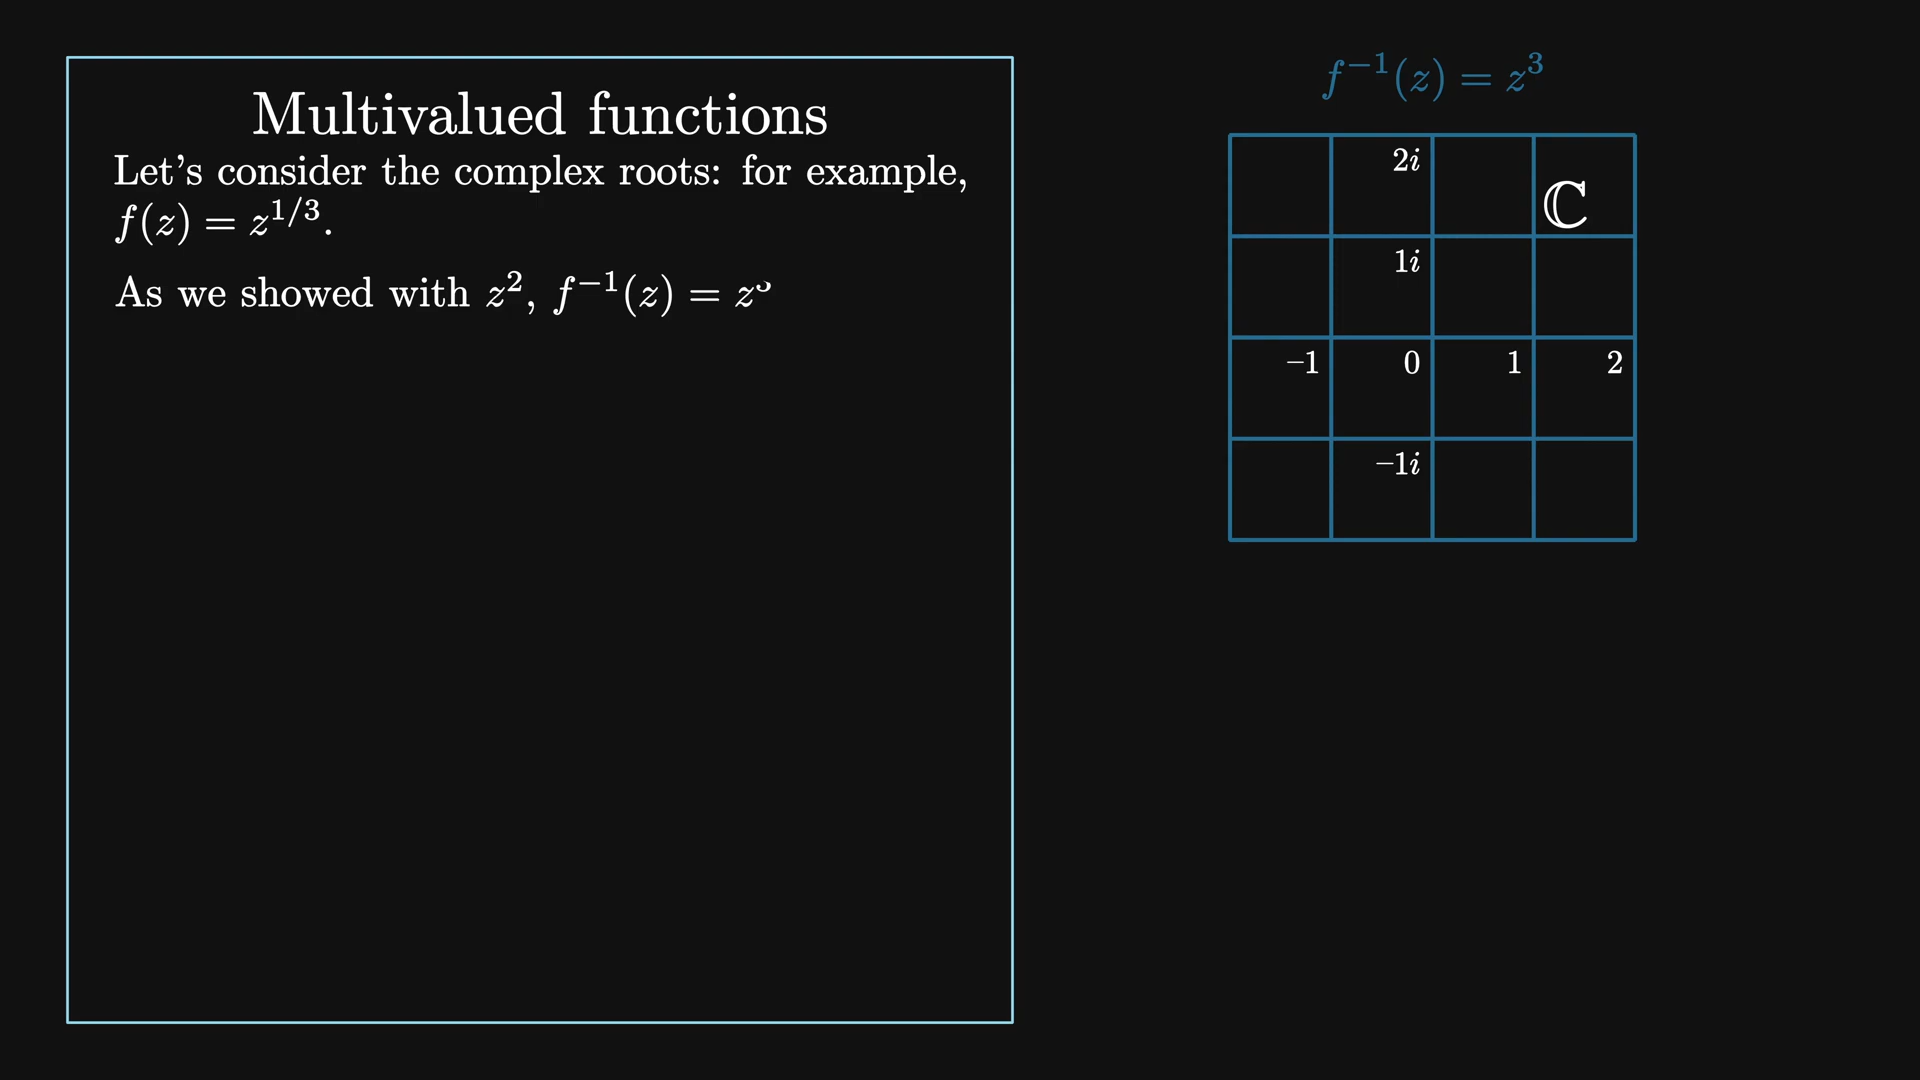 Multivalued functions
Let's consider the complex roots: for example,
f(z) = z^{1/3}.
As we showed with z^2, f^{-1}(z) = z
f^{-1}(z) = z^3
2i
ℂ
1i
−1 0 1 2
−1i